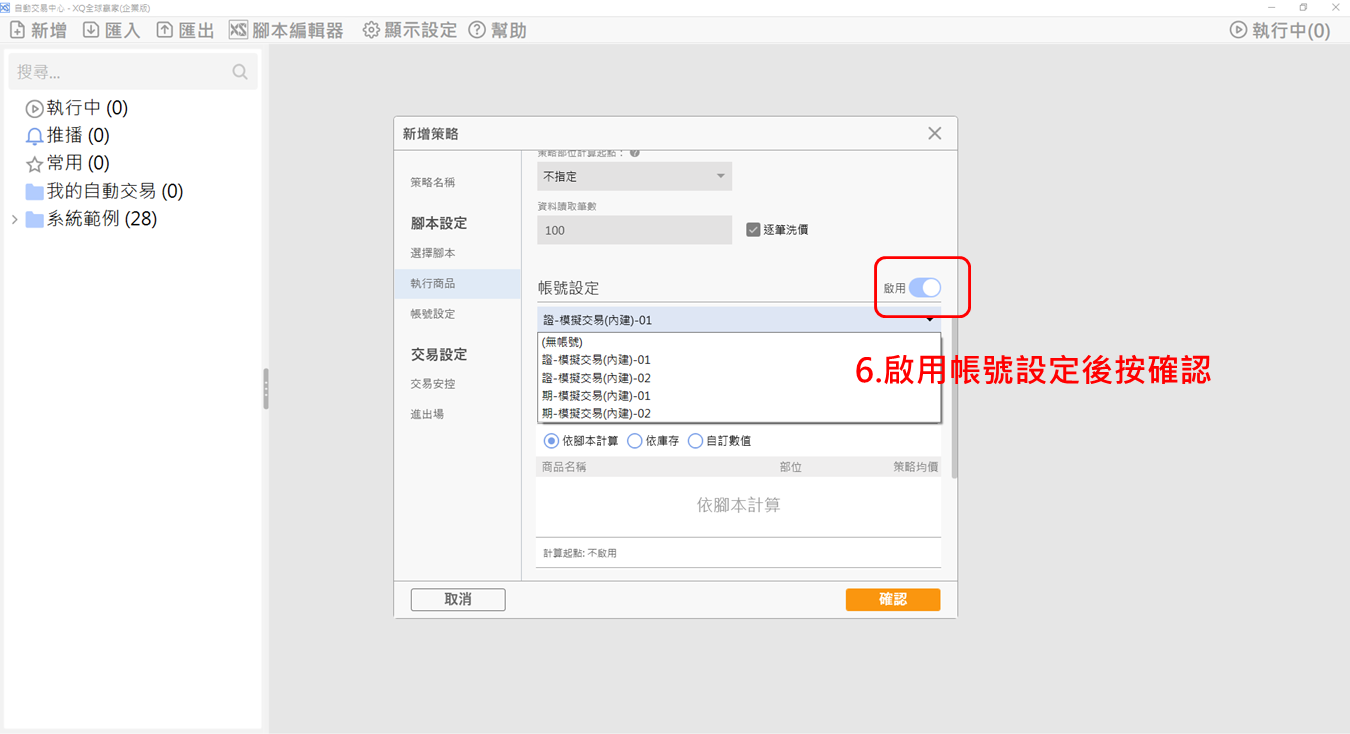 自動交易中心 - XQ全球贏家(企業版)
新增 匯入 匯出 XS 腳本編輯器 顯示設定 幫助 執行中(0)
搜尋...
執行中 (0)
推播 (0)
常用 (0)
我的自動交易 (0)
系統範例 (28)
新增策略
策略名稱
腳本設定
選擇腳本
執行商品
帳號設定
交易設定
交易安控
進出場
策略部位計算起點：
不指定
資料讀取筆數
100
逐筆洗價
帳號設定
啟用
證-模擬交易(內建)-01
(無帳號)
證-模擬交易(內建)-01
證-模擬交易(內建)-02
期-模擬交易(內建)-01
期-模擬交易(內建)-02
6.啟用帳號設定後按確認
依腳本計算 依庫存 自訂數值
商品名稱 部位 策略均價
依腳本計算
計算起點: 不啟用
取消
確認